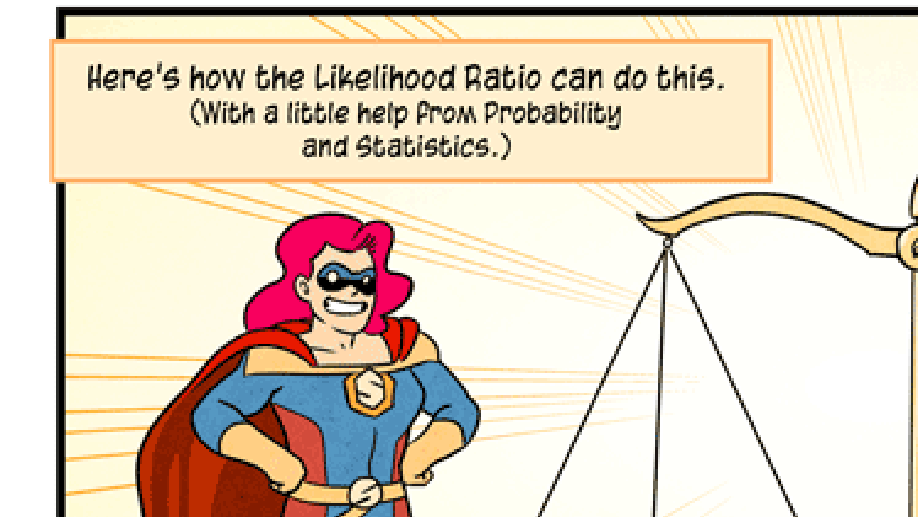 Here's how the Likelihood Ratio can do this.
(With a little help from Probability
and Statistics.)
S